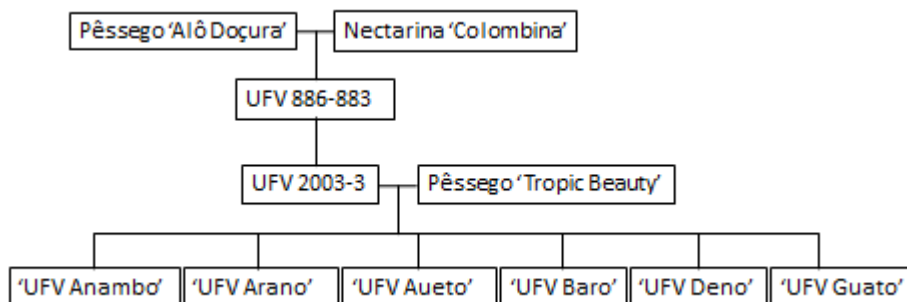 Pêssego ‘Alô Doçura’ Nectarina ‘Colombina’
UFV 886-883
UFV 2003-3 Pêssego ‘Tropic Beauty’
‘UFV Anambo’ ‘UFV Arano’ ‘UFV Aueto’ ‘UFV Baro’ ‘UFV Deno’ ‘UFV Guato’